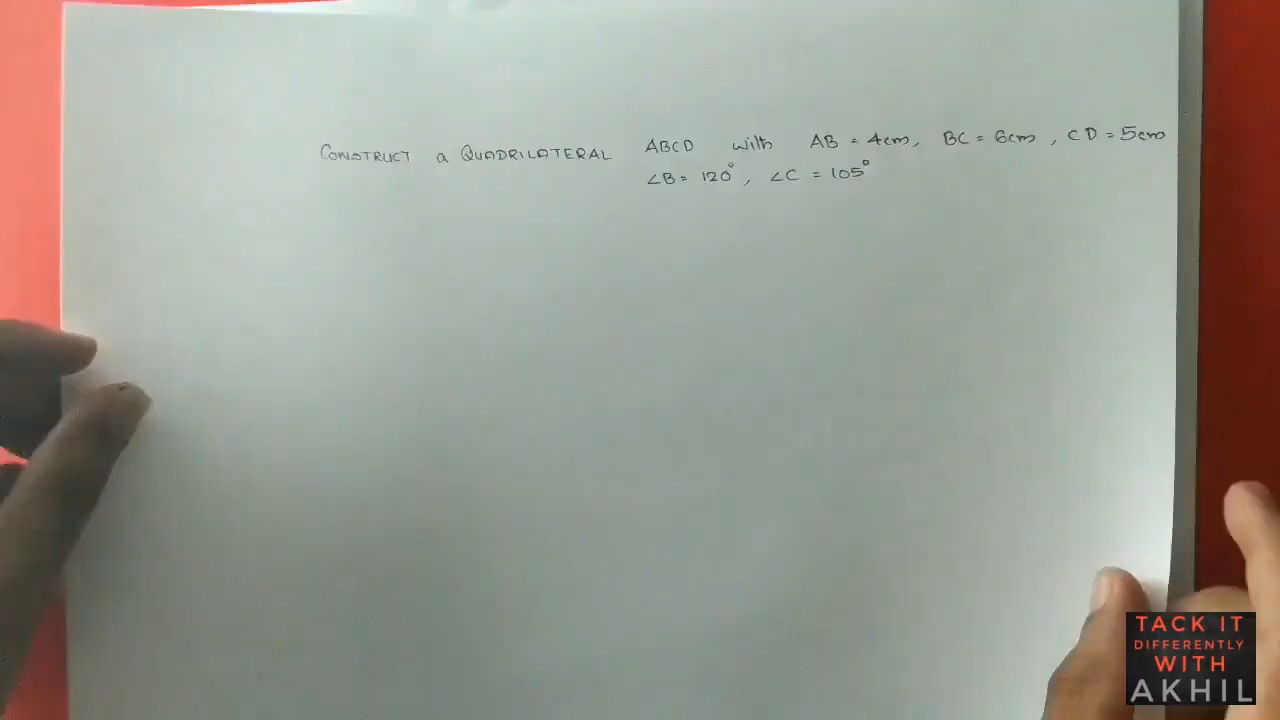 CONSTRUCT a QUADRILATERAL ABCD with AB = 4cm, BC = 6cm, CD = 5cm
∠B = 120°, ∠C = 105°
TACK IT
DIFFERENTLY
WITH
AKHIL